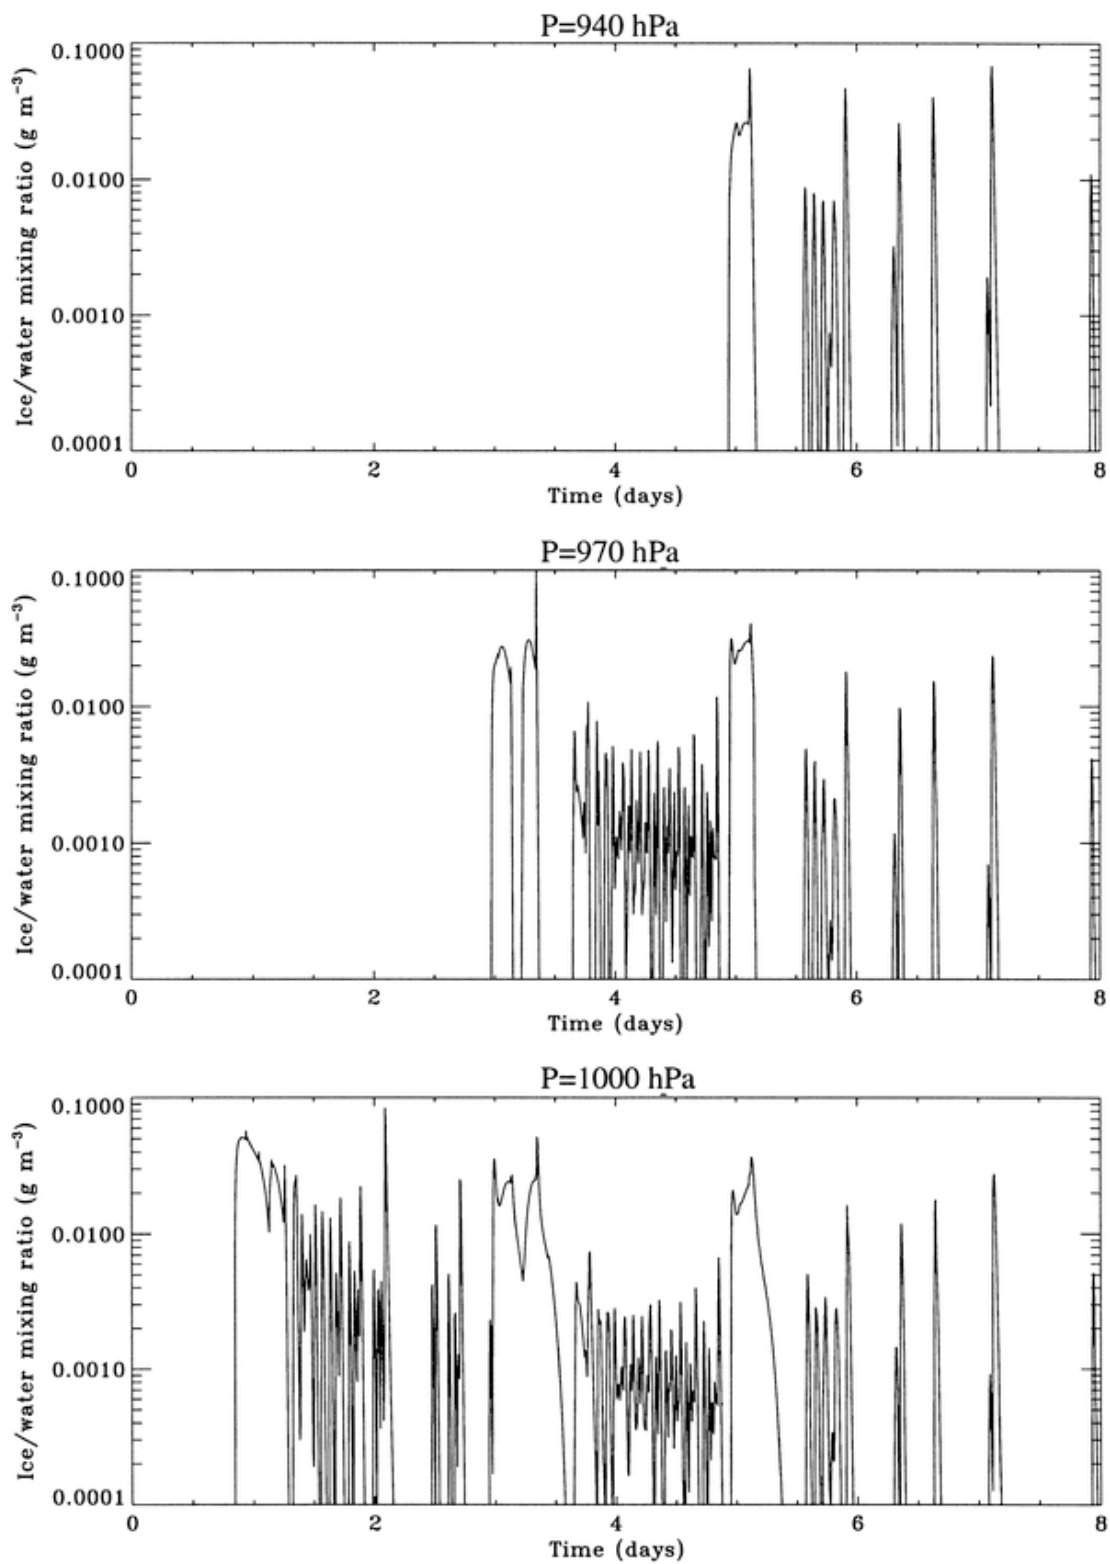 P=940 hPa
Ice/water mixing ratio (g m⁻³)
0.1000
0.0100
0.0010
0.0001
0 2 4 6 8
Time (days)
P=970 hPa
Ice/water mixing ratio (g m⁻³)
0.1000
0.0100
0.0010
0.0001
0 2 4 6 8
Time (days)
P=1000 hPa
Ice/water mixing ratio (g m⁻³)
0.1000
0.0100
0.0010
0.0001
0 2 4 6 8
Time (days)